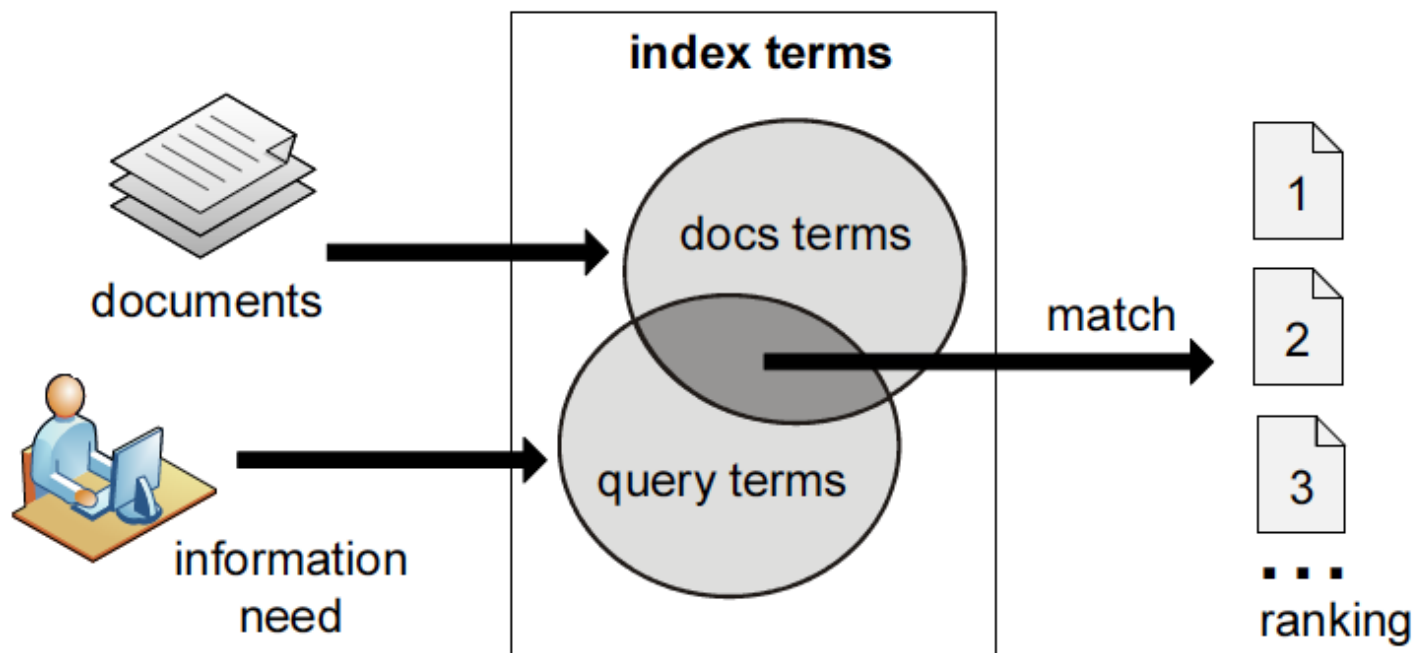 index terms
documents
docs terms
match
1
2
3
...
ranking
query terms
information
need